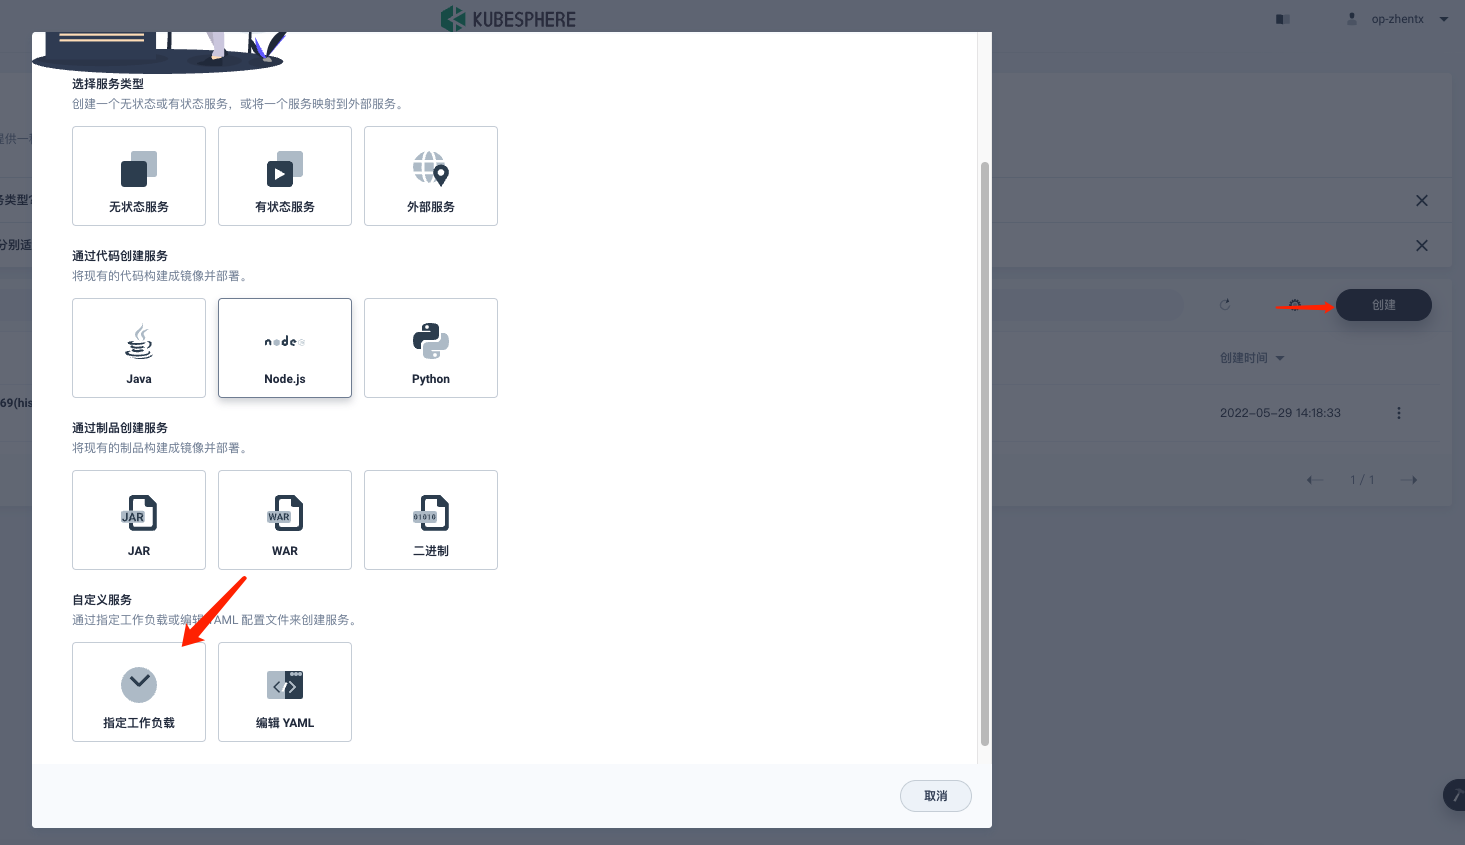 KUBESPHERE
op-zhentx
选择服务类型
创建一个无状态或有状态服务，或将一个服务映射到外部服务。
提供一
无状态服务
有状态服务
外部服务
务类型?
分别适
通过代码创建服务
将现有的代码构建成镜像并部署。
创建
node
Java
Node.js
Python
创建时间
69(his
2022-05-29 14:18:33
通过制品创建服务
将现有的制品构建成镜像并部署。
1 / 1
JAR
WAR
01010
JAR
WAR
二进制
自定义服务
通过指定工作负载或编辑 YAML 配置文件来创建服务。
指定工作负载
编辑 YAML
取消